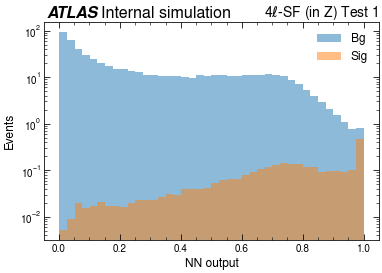 ATLAS Internal simulation
4ℓ-SF (in Z) Test 1
Bg
Sig
Events
10²
10¹
10⁰
10⁻¹
10⁻²
0.0 0.2 0.4 0.6 0.8 1.0
NN output